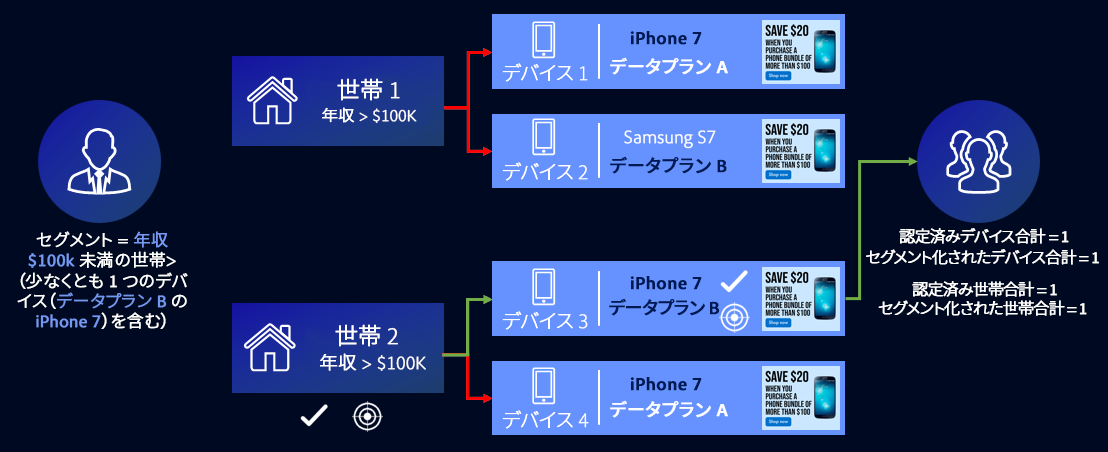 セグメント = 年収
$100k 未満の世帯>
(少なくとも 1 つのデバ
イス(データプラン B の
iPhone 7)を含む)
世帯 1
年収 > $100K
デバイス 1
iPhone 7
データプラン A
SAVE $20
WHEN YOU
PURCHASE A
PHONE BUNDLE OF
MORE THAN $100
Shop now
デバイス 2
Samsung S7
データプラン B
SAVE $20
WHEN YOU
PURCHASE A
PHONE BUNDLE OF
MORE THAN $100
Shop now
世帯 2
年収 > $100K
デバイス 3
iPhone 7
データプラン B
SAVE $20
WHEN YOU
PURCHASE A
PHONE BUNDLE OF
MORE THAN $100
Shop now
デバイス 4
iPhone 7
データプラン A
SAVE $20
WHEN YOU
PURCHASE A
PHONE BUNDLE OF
MORE THAN $100
Shop now
認定済みデバイス合計 = 1
セグメント化されたデバイス合計 = 1
認定済み世帯合計 = 1
セグメント化された世帯合計 = 1